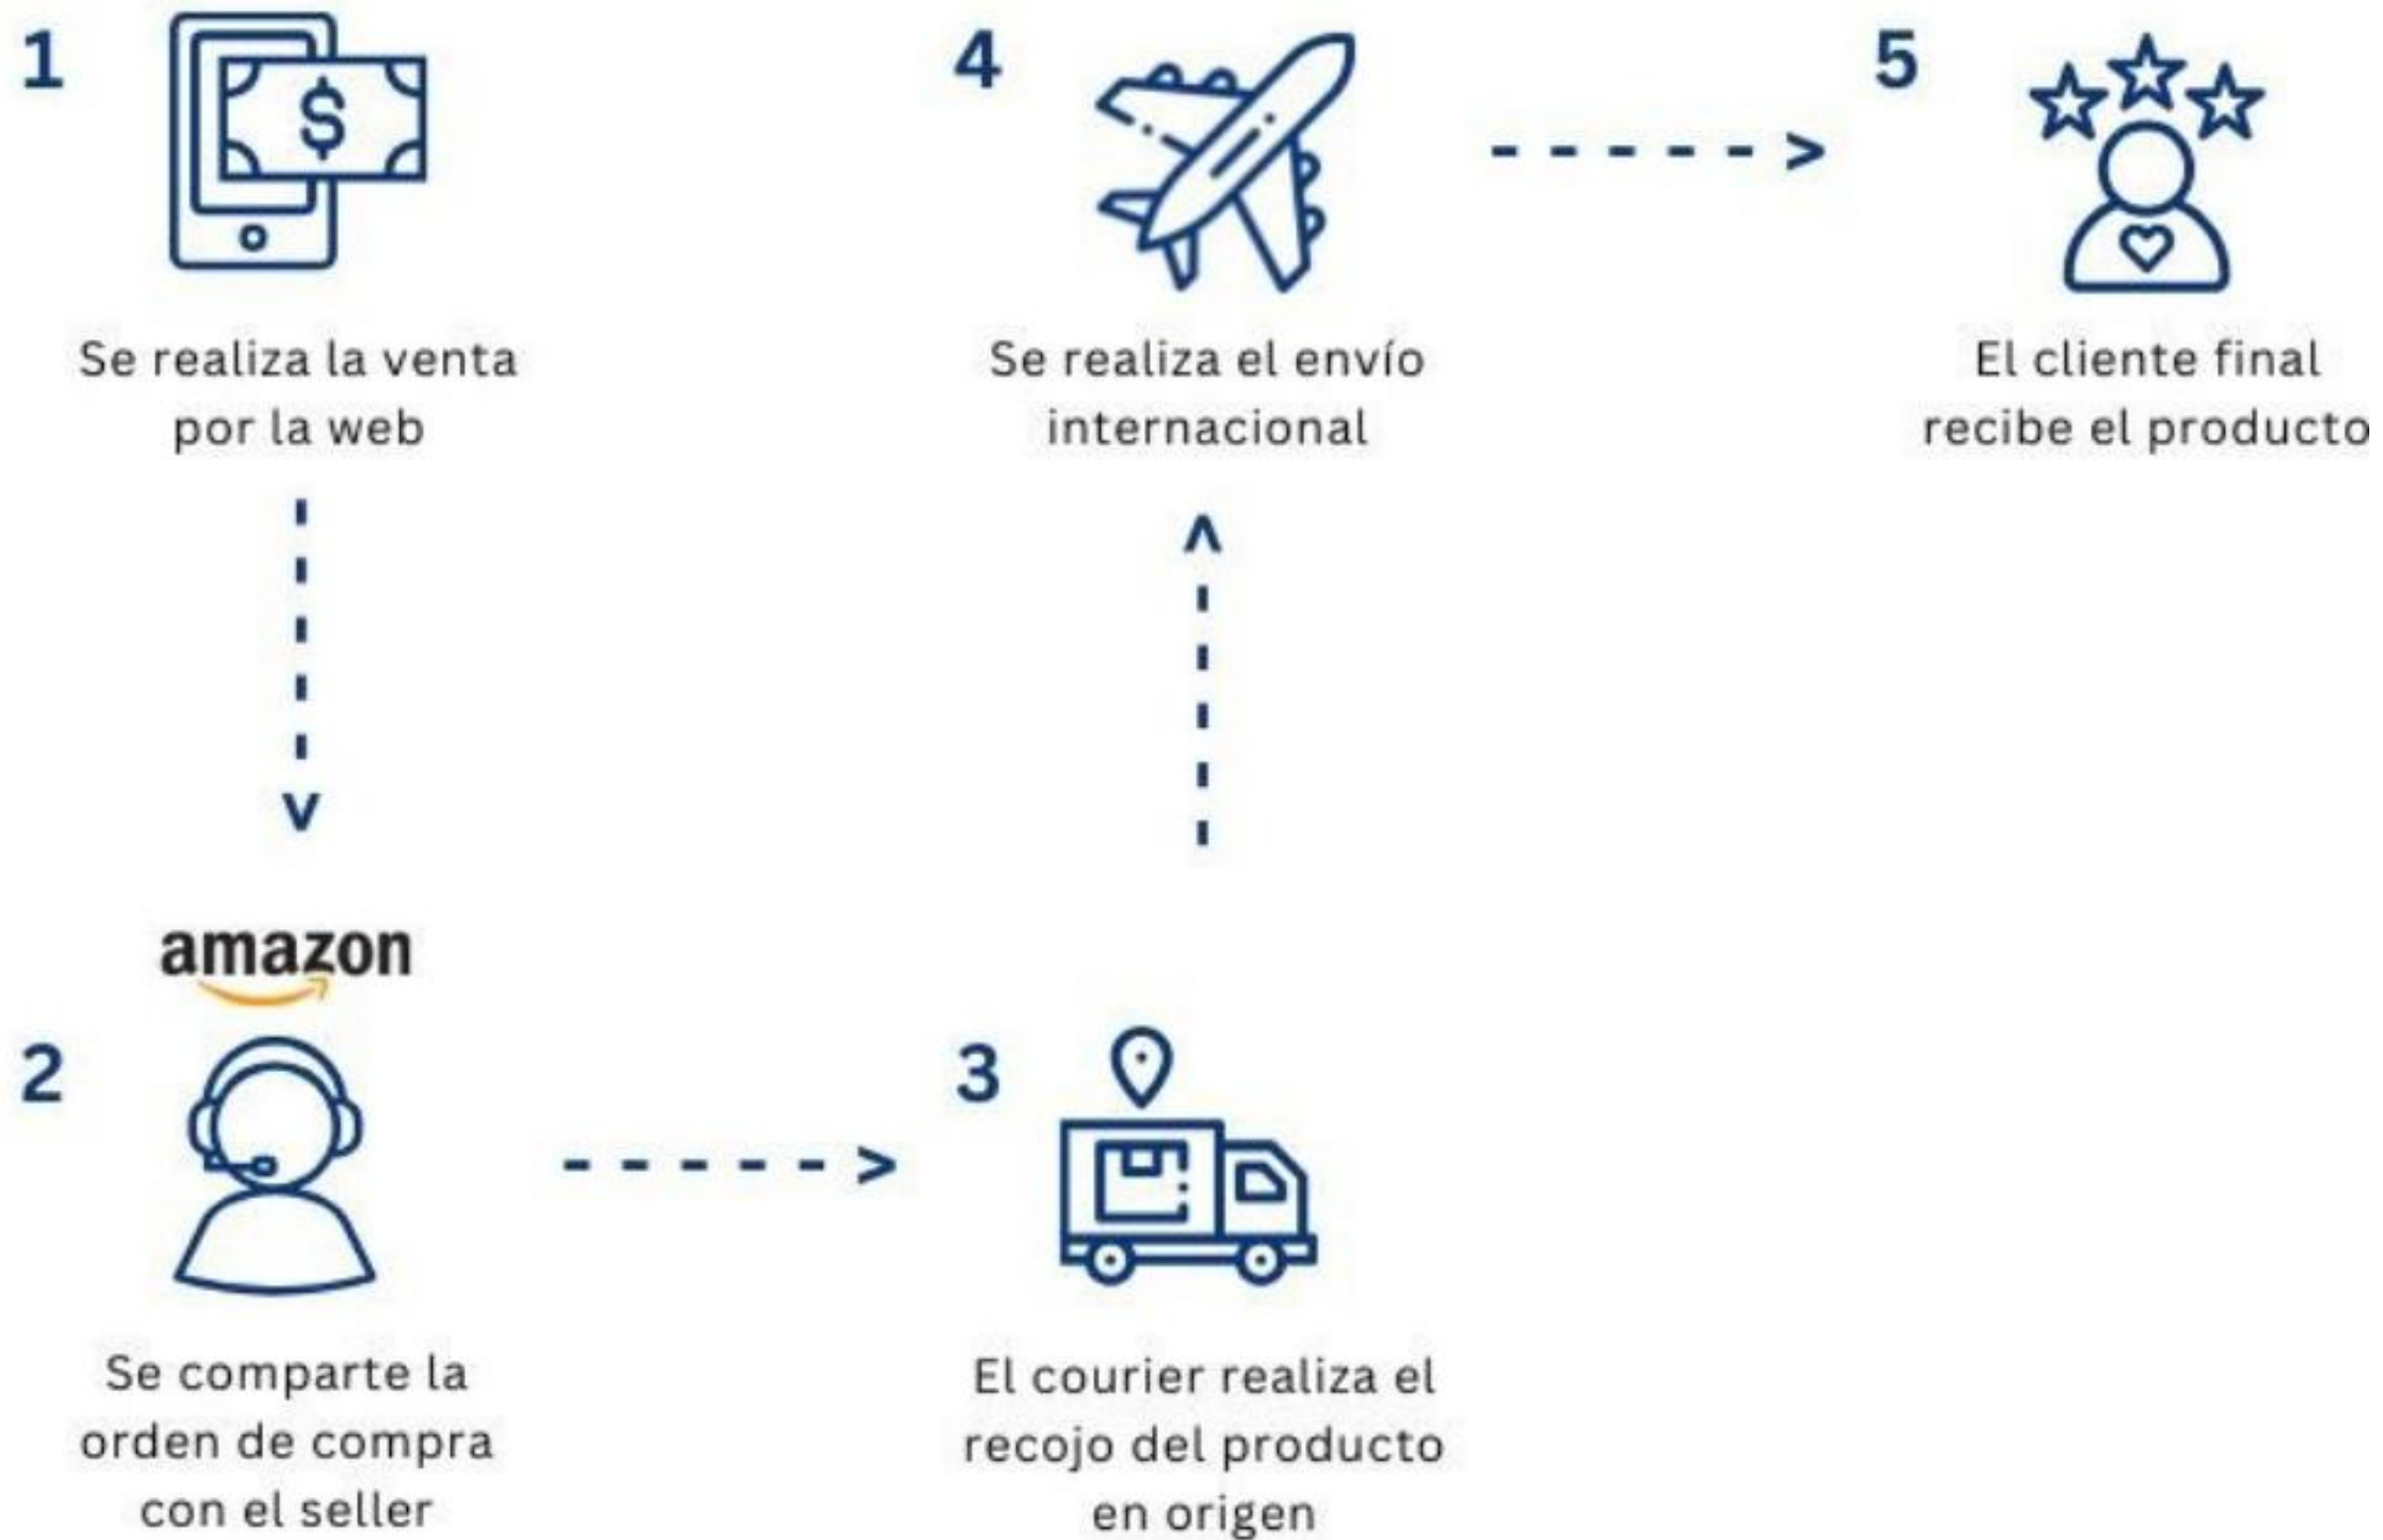 1
$
Se realiza la venta
por la web
amazon
2
Se comparte la
orden de compra
con el seller
3
El courier realiza el
recojo del producto
en origen
4
Se realiza el envío
internacional
5
El cliente final
recibe el producto